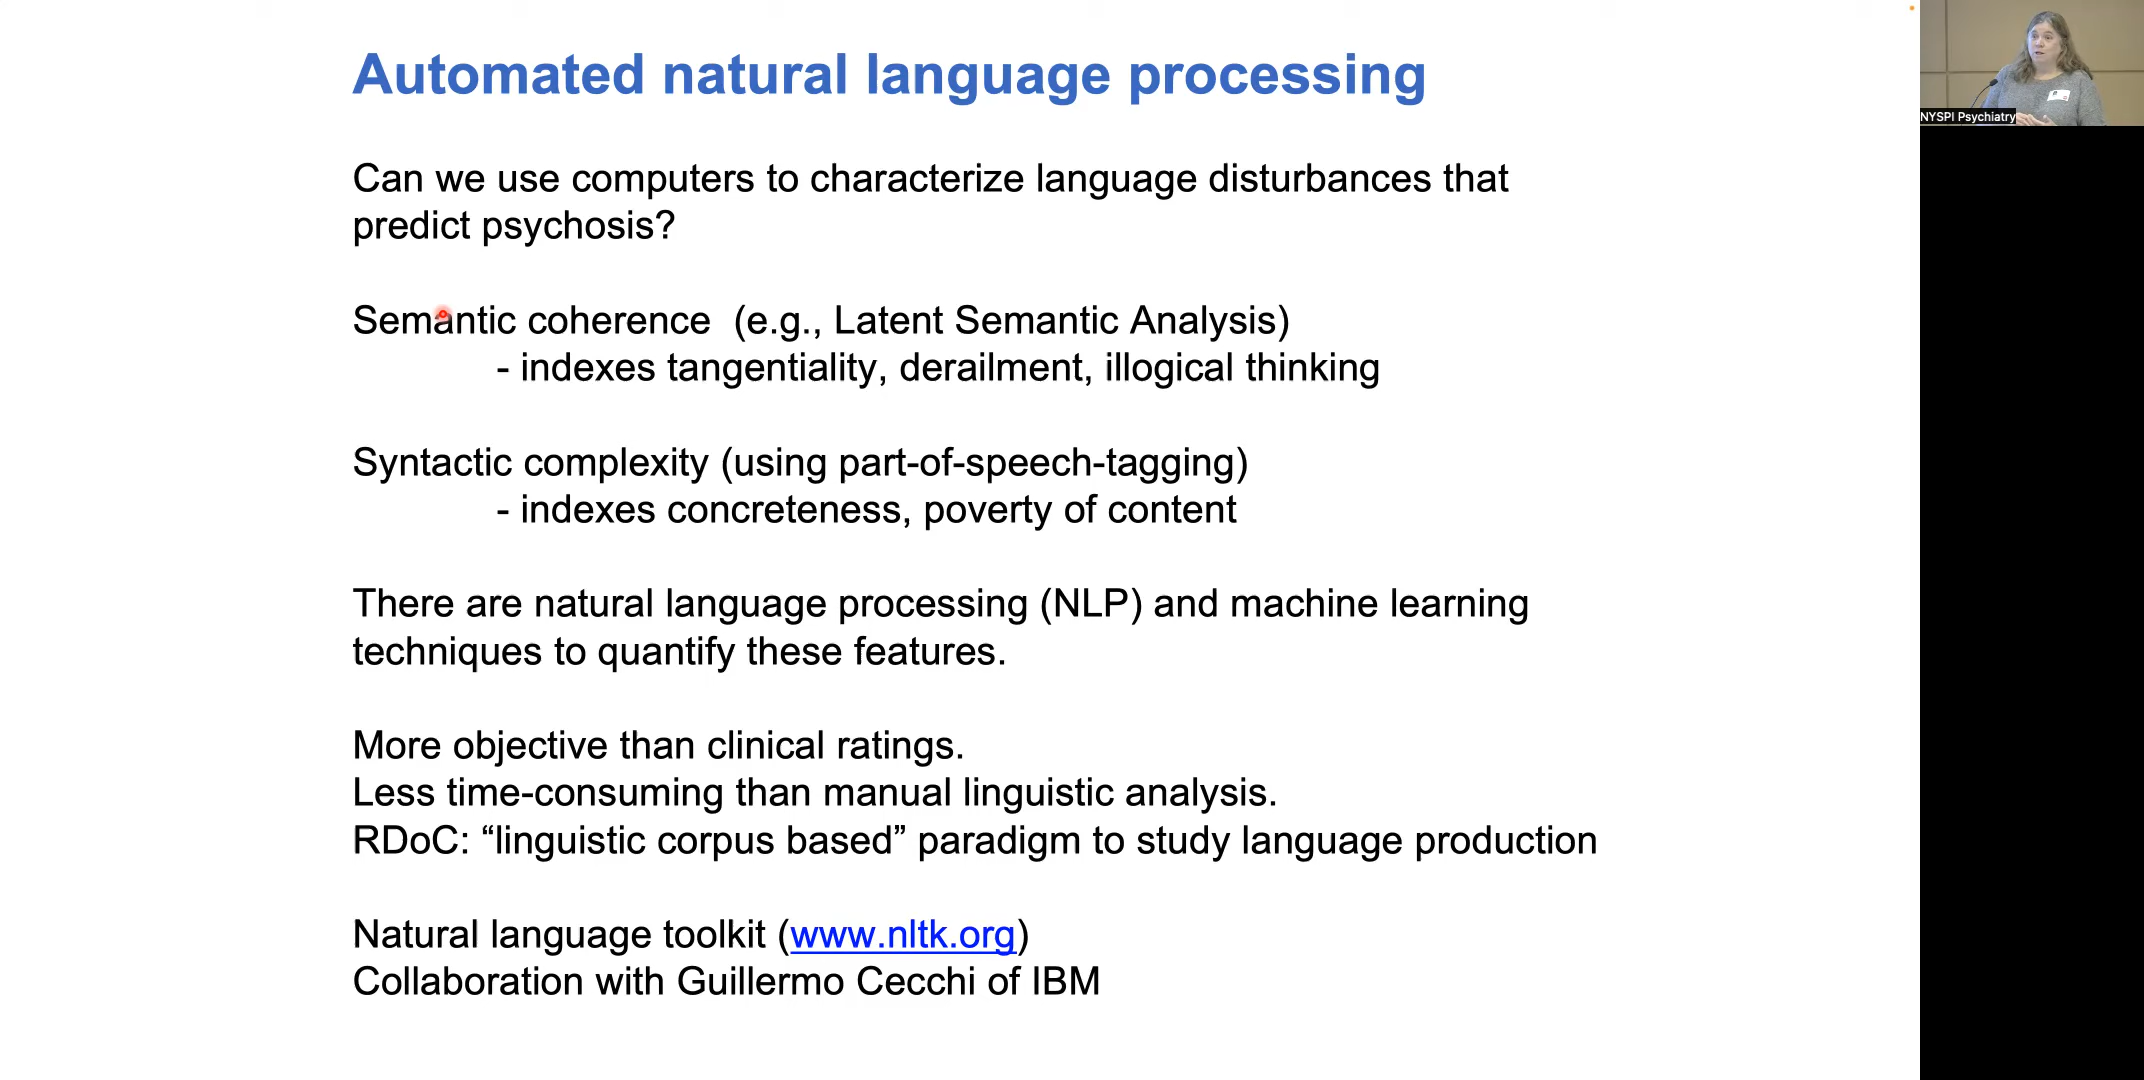 Automated natural language processing
NYSPI Psychiatry
Can we use computers to characterize language disturbances that
predict psychosis?
Semantic coherence  (e.g., Latent Semantic Analysis)
- indexes tangentiality, derailment, illogical thinking
Syntactic complexity (using part-of-speech-tagging)
- indexes concreteness, poverty of content
There are natural language processing (NLP) and machine learning
techniques to quantify these features.
More objective than clinical ratings.
Less time-consuming than manual linguistic analysis.
RDoC: “linguistic corpus based” paradigm to study language production
Natural language toolkit (www.nltk.org)
Collaboration with Guillermo Cecchi of IBM